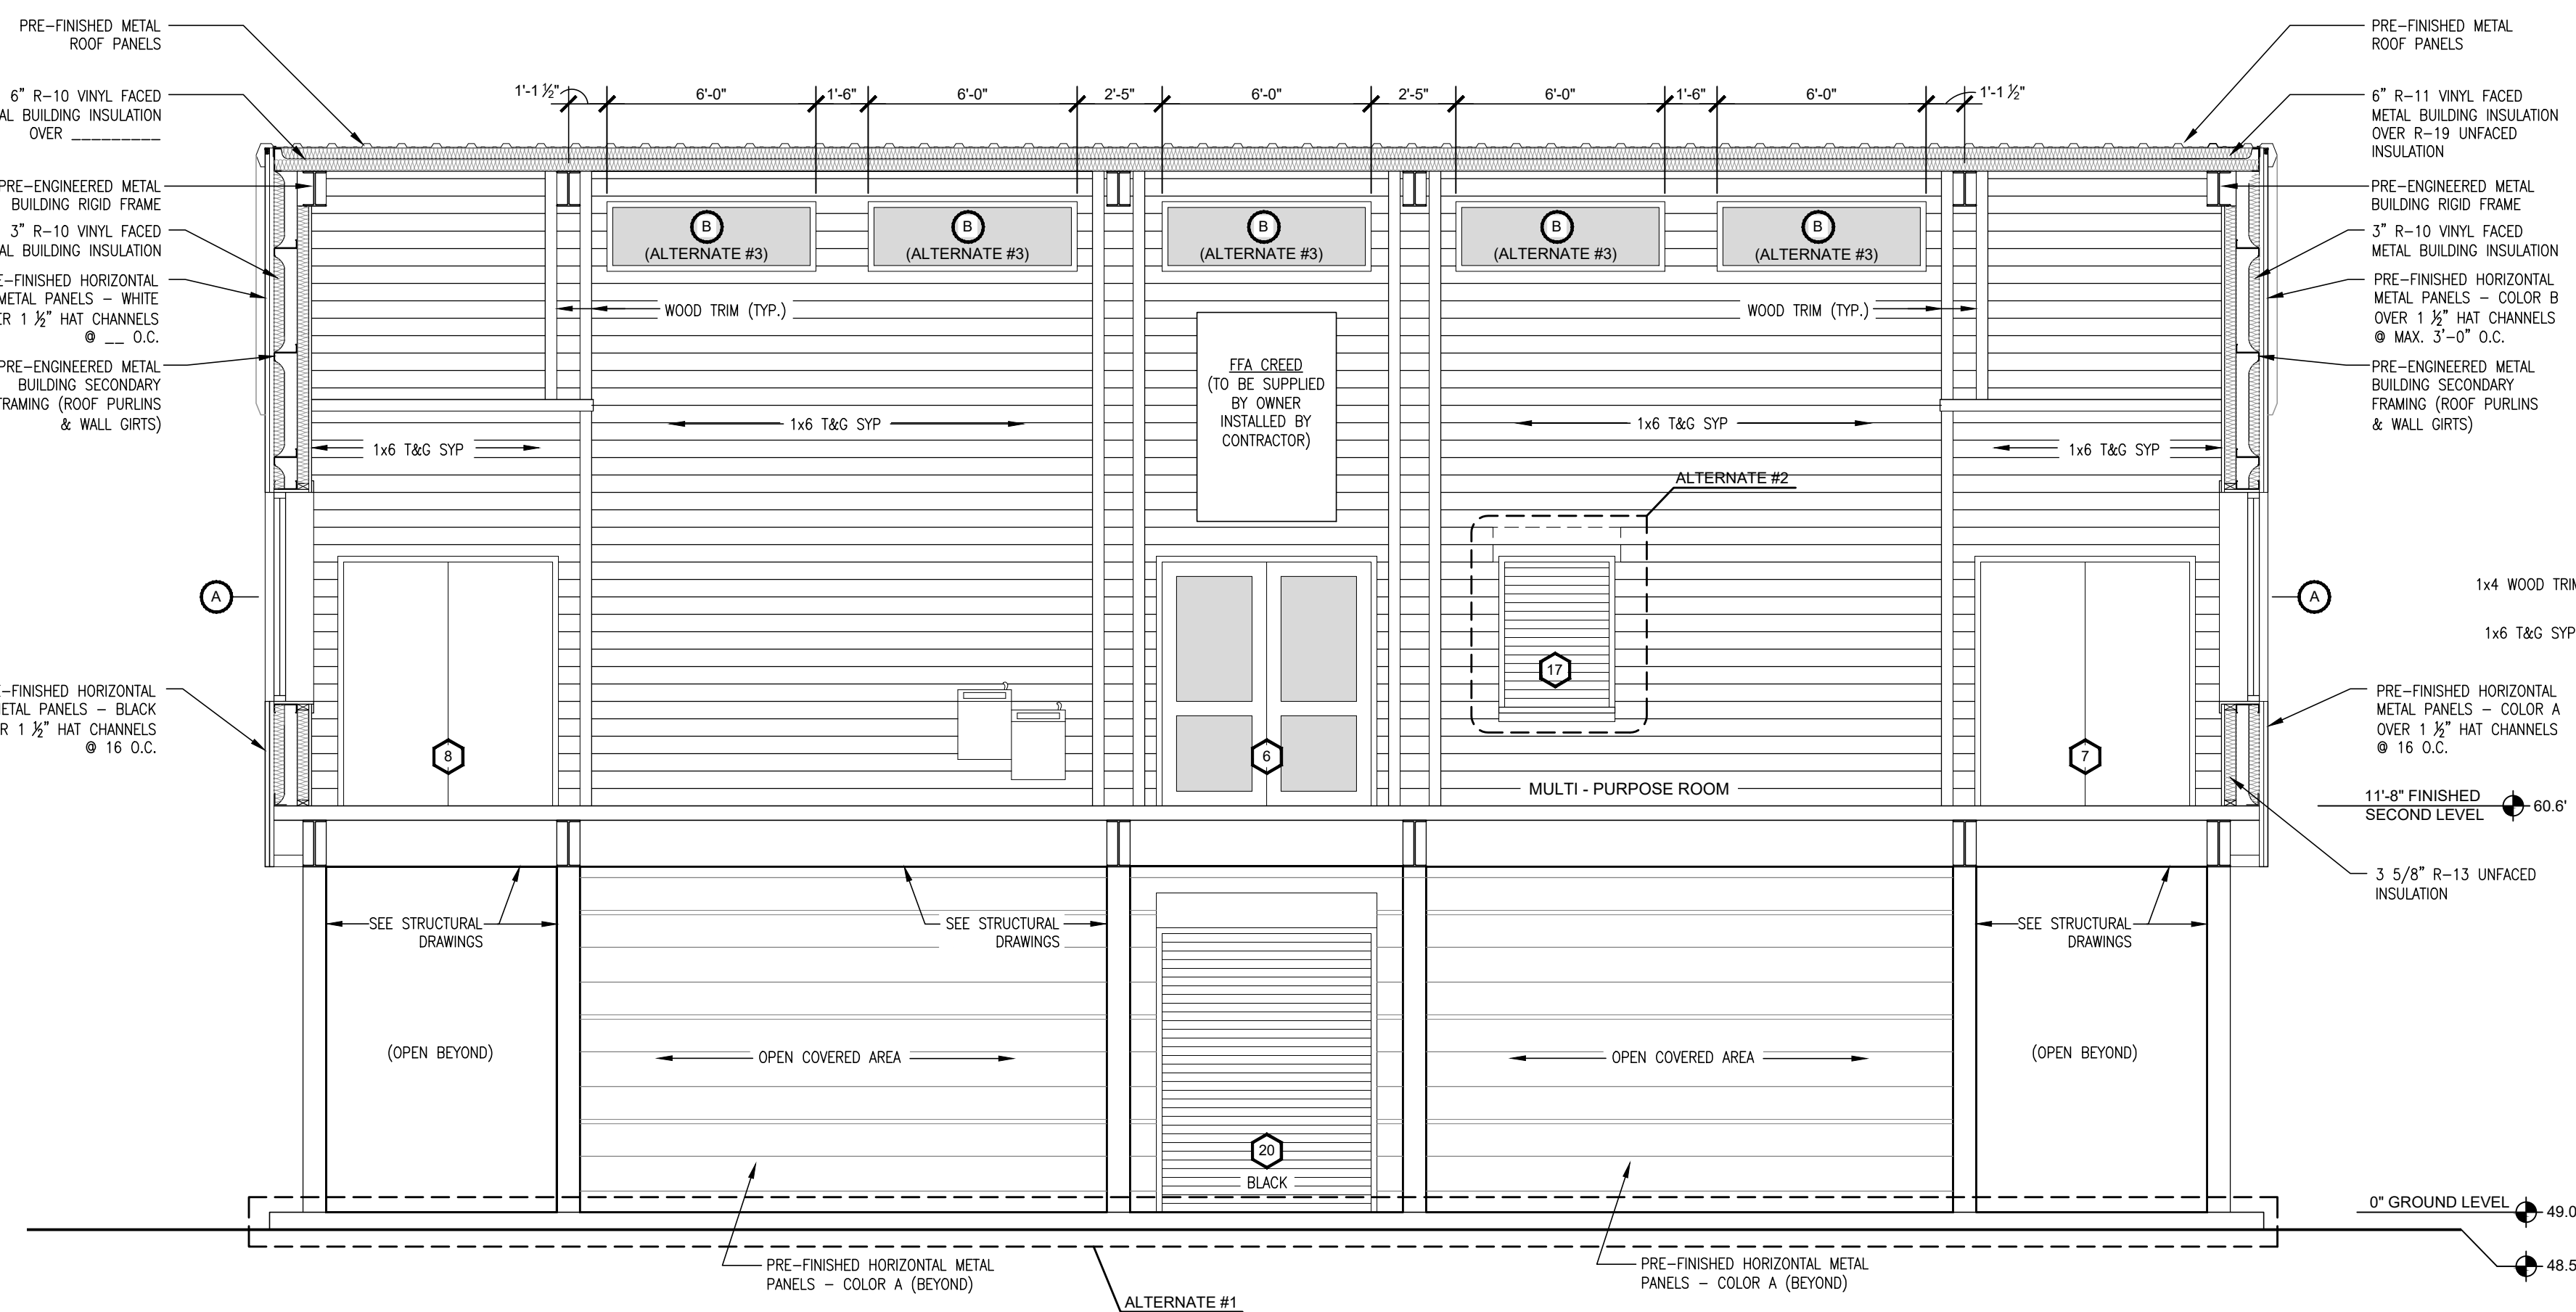 PRE-FINISHED METAL
ROOF PANELS
6" R-10 VINYL FACED
AL BUILDING INSULATION
OVER __________
PRE-ENGINEERED METAL
BUILDING RIGID FRAME
3" R-10 VINYL FACED
AL BUILDING INSULATION
E-FINISHED HORIZONTAL
METAL PANELS - WHITE
ER 1 ½" HAT CHANNELS
@ __ O.C.
PRE-ENGINEERED METAL
BUILDING SECONDARY
FRAMING (ROOF PURLINS
& WALL GIRTS)
A
E-FINISHED HORIZONTAL
METAL PANELS - BLACK
R 1 ½" HAT CHANNELS
@ 16 O.C.
1'-1 ½" 6'-0" 1'-6" 6'-0" 2'-5" 6'-0" 2'-5" 6'-0" 1'-6" 6'-0" 1'-1 ½"
B B B B B
(ALTERNATE #3) (ALTERNATE #3) (ALTERNATE #3) (ALTERNATE #3) (ALTERNATE #3)
WOOD TRIM (TYP.) WOOD TRIM (TYP.)
FFA CREED
(TO BE SUPPLIED
BY OWNER
INSTALLED BY
CONTRACTOR)
1x6 T&G SYP 1x6 T&G SYP
1x6 T&G SYP 1x6 T&G SYP
ALTERNATE #2
17
8 6 7
MULTI - PURPOSE ROOM
SEE STRUCTURAL
DRAWINGS
SEE STRUCTURAL
DRAWINGS
SEE STRUCTURAL
DRAWINGS
(OPEN BEYOND) OPEN COVERED AREA OPEN COVERED AREA (OPEN BEYOND)
20
BLACK
PRE-FINISHED HORIZONTAL METAL
PANELS - COLOR A (BEYOND)
PRE-FINISHED HORIZONTAL METAL
PANELS - COLOR A (BEYOND)
ALTERNATE #1
PRE-FINISHED METAL
ROOF PANELS
6" R-11 VINYL FACED
METAL BUILDING INSULATION
OVER R-19 UNFACED
INSULATION
PRE-ENGINEERED METAL
BUILDING RIGID FRAME
3" R-10 VINYL FACED
METAL BUILDING INSULATION
PRE-FINISHED HORIZONTAL
METAL PANELS - COLOR B
OVER 1 ½" HAT CHANNELS
@ MAX. 3'-0" O.C.
PRE-ENGINEERED METAL
BUILDING SECONDARY
FRAMING (ROOF PURLINS
& WALL GIRTS)
A
1x4 WOOD TRIM
1x6 T&G SYP
PRE-FINISHED HORIZONTAL
METAL PANELS - COLOR A
OVER 1 ½" HAT CHANNELS
@ 16 O.C.
11'-8" FINISHED
SECOND LEVEL
60.6'
3 5/8" R-13 UNFACED
INSULATION
0" GROUND LEVEL 49.0
48.5